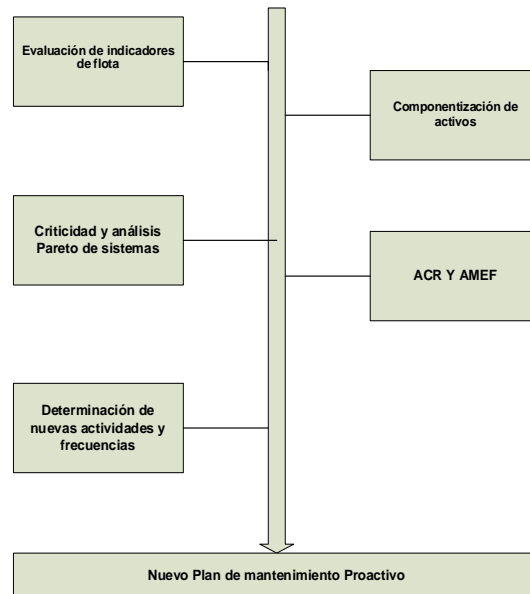 Evaluación de indicadores
de flota
Componentización de
activos
Criticidad y análisis
Pareto de sistemas
ACR Y AMEF
Determinación de
nuevas actividades y
frecuencias
Nuevo Plan de mantenimiento Proactivo